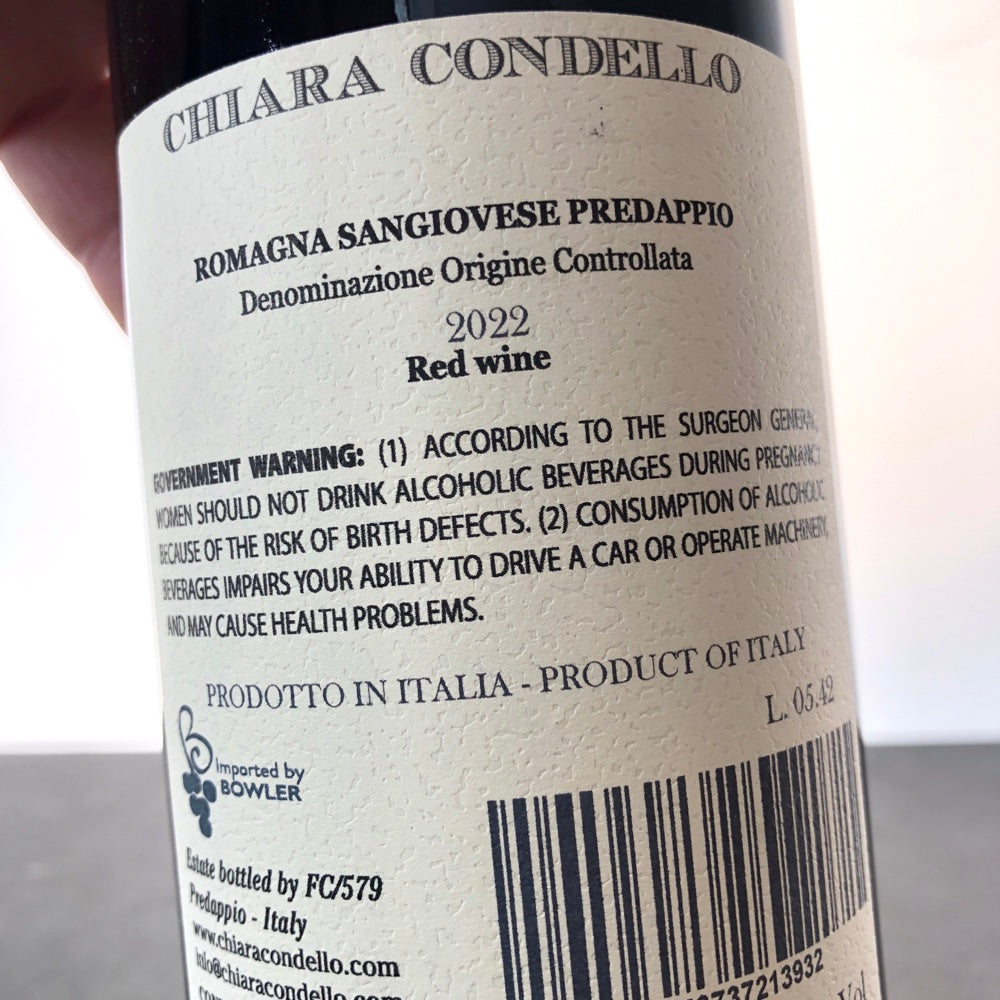 CHIARA CONDELLO
ROMAGNA SANGIOVESE PREDAPPIO
Denominazione Origine Controllata
2022
Red wine
GOVERNMENT WARNING: (1) ACCORDING TO THE SURGEON GENERAL,
WOMEN SHOULD NOT DRINK ALCOHOLIC BEVERAGES DURING PREGNANCY
BECAUSE OF THE RISK OF BIRTH DEFECTS. (2) CONSUMPTION OF ALCOHOLIC
BEVERAGES IMPAIRS YOUR ABILITY TO DRIVE A CAR OR OPERATE MACHINERY,
AND MAY CAUSE HEALTH PROBLEMS.
PRODOTTO IN ITALIA - PRODUCT OF ITALY
L. 05.42
Imported by
BOWLER
Estate bottled by FC/579
Predappio - Italy
www.chiaracondello.com
info@chiaracondello.com
Vol